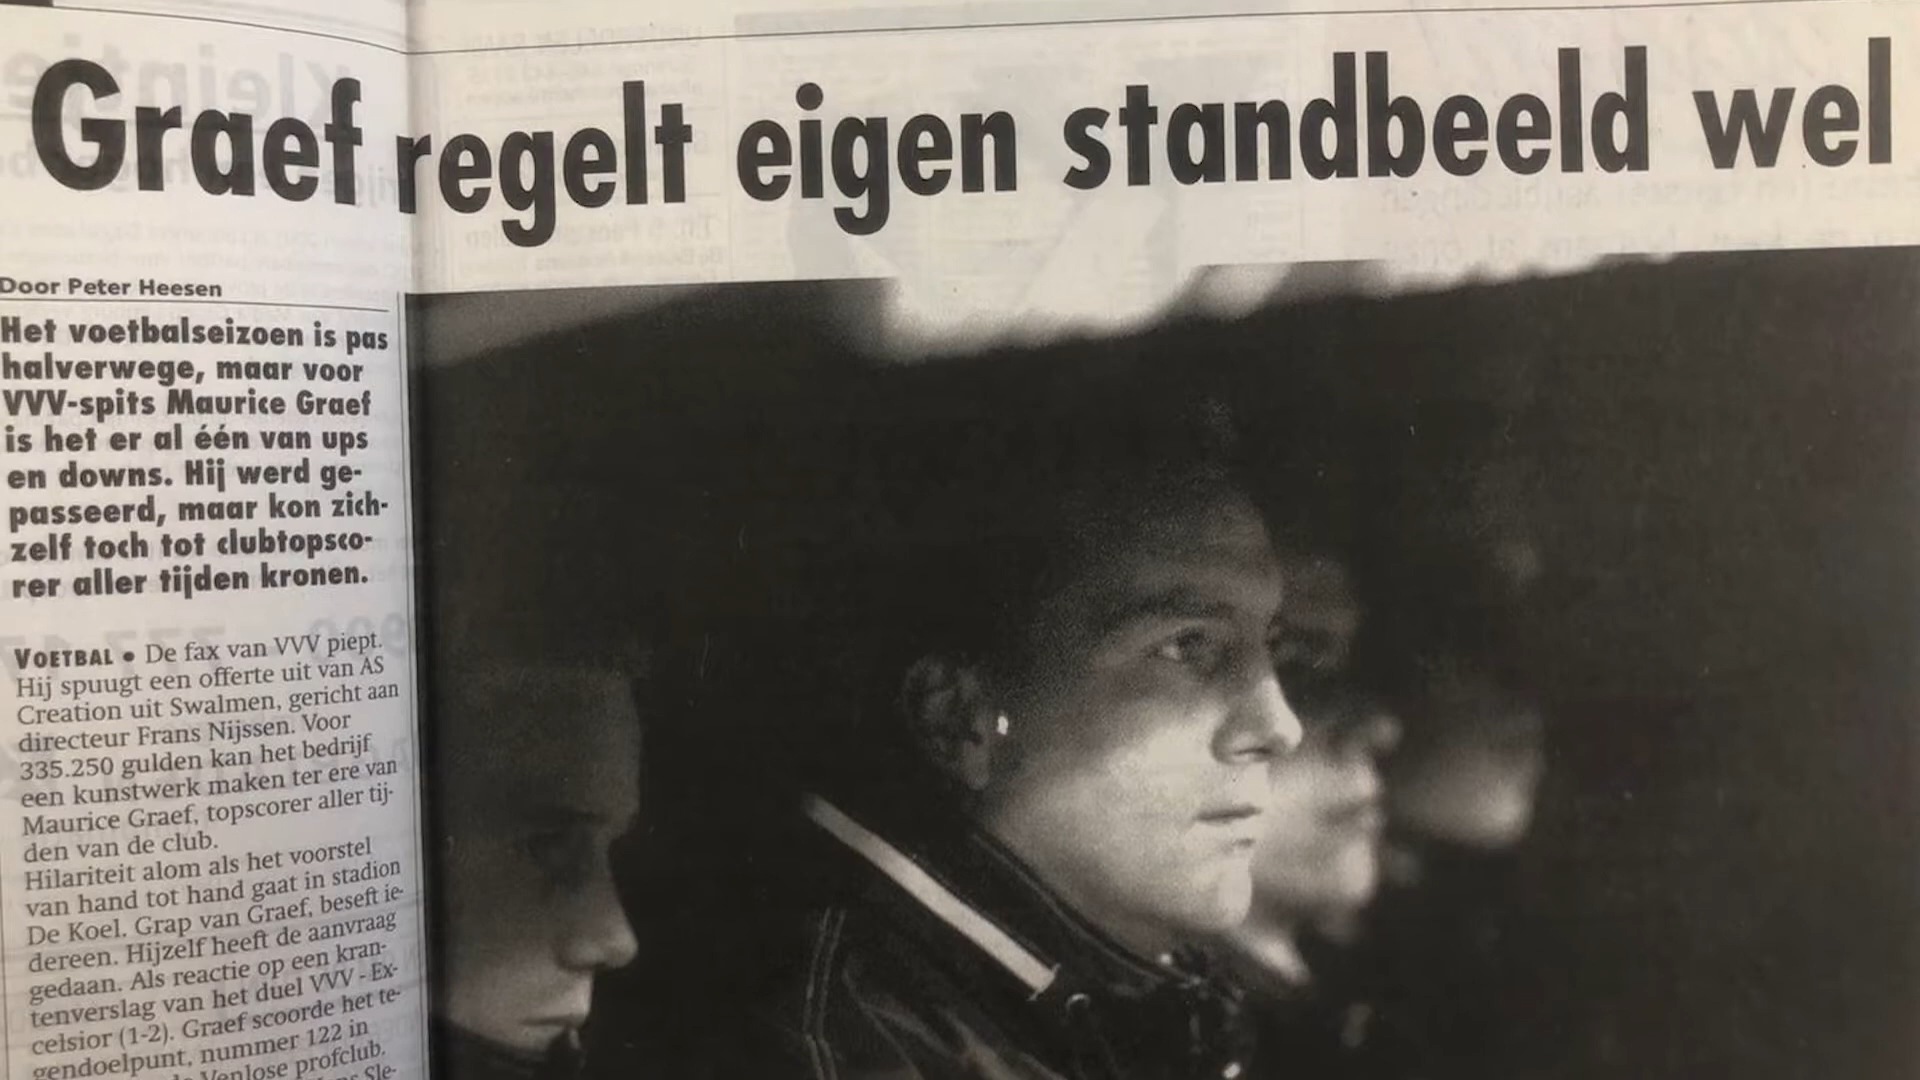 Graef regelt eigen standbeeld wel
Door Peter Heesen
Het voetbalseizoen is pas
halverwege, maar voor
VVV-spits Maurice Graef
is het er al één van ups
en downs. Hij werd ge-
passeerd, maar kon zich-
zelf toch tot clubtopsco-
rer aller tijden kronen.
VOETBAL • De fax van VVV piept.
Hij spuugt een offerte uit van AS
Creation uit Swalmen, gericht aan
directeur Frans Nijssen. Voor
335.250 gulden kan het bedrijf
een kunstwerk maken ter ere van
Maurice Graef, topscorer aller tij-
den van de club.
Hilariteit alom als het voorstel
van hand tot hand gaat in stadion
De Koel. Grap van Graef, beseft ie-
dereen. Hijzelf heeft de aanvraag
gedaan. Als reactie op een kran-
tenverslag van het duel VVV - Ex-
celsior (1-2). Graef scoorde het te-
gendoelpunt, nummer 122 in
Venlose profclub.
Sle-